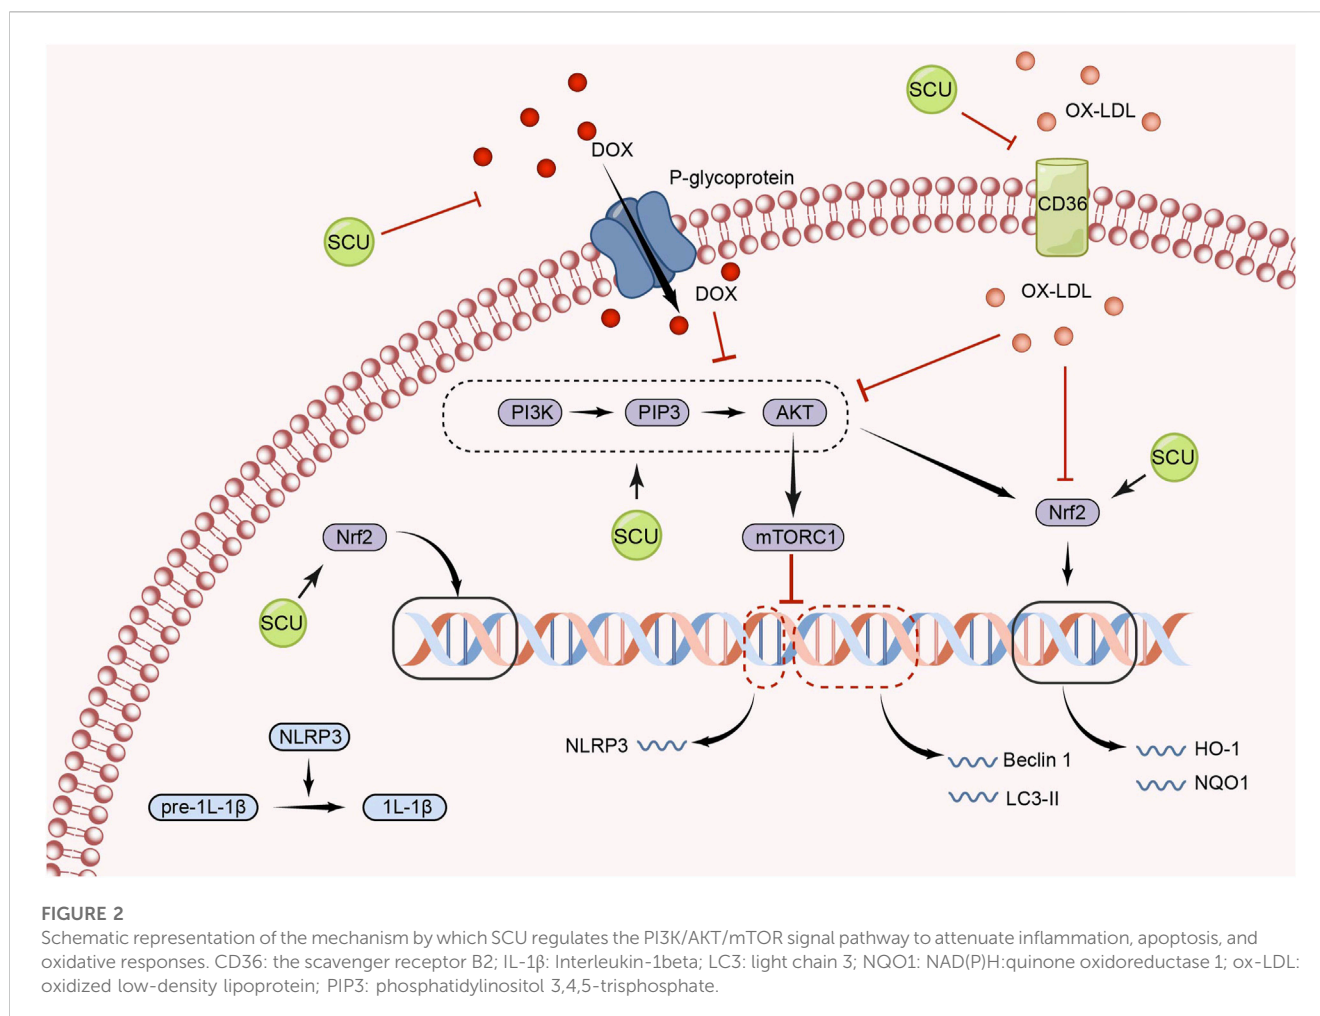 SCU
OX-LDL
DOX
P-glycoprotein
CD36
SCU
DOX
OX-LDL
PI3K
PIP3
AKT
SCU
Nrf2
SCU
mTORC1
Nrf2
SCU
NLRP3
NLRP3
HO-1
Beclin 1
NQO1
pre-1L-1β
1L-1β
LC3-II
FIGURE 2
Schematic representation of the mechanism by which SCU regulates the PI3K/AKT/mTOR signal pathway to attenuate inflammation, apoptosis, and
oxidative responses. CD36: the scavenger receptor B2; IL-1β: Interleukin-1beta; LC3: light chain 3; NQO1: NAD(P)H:quinone oxidoreductase 1; ox-LDL:
oxidized low-density lipoprotein; PIP3: phosphatidylinositol 3,4,5-trisphosphate.